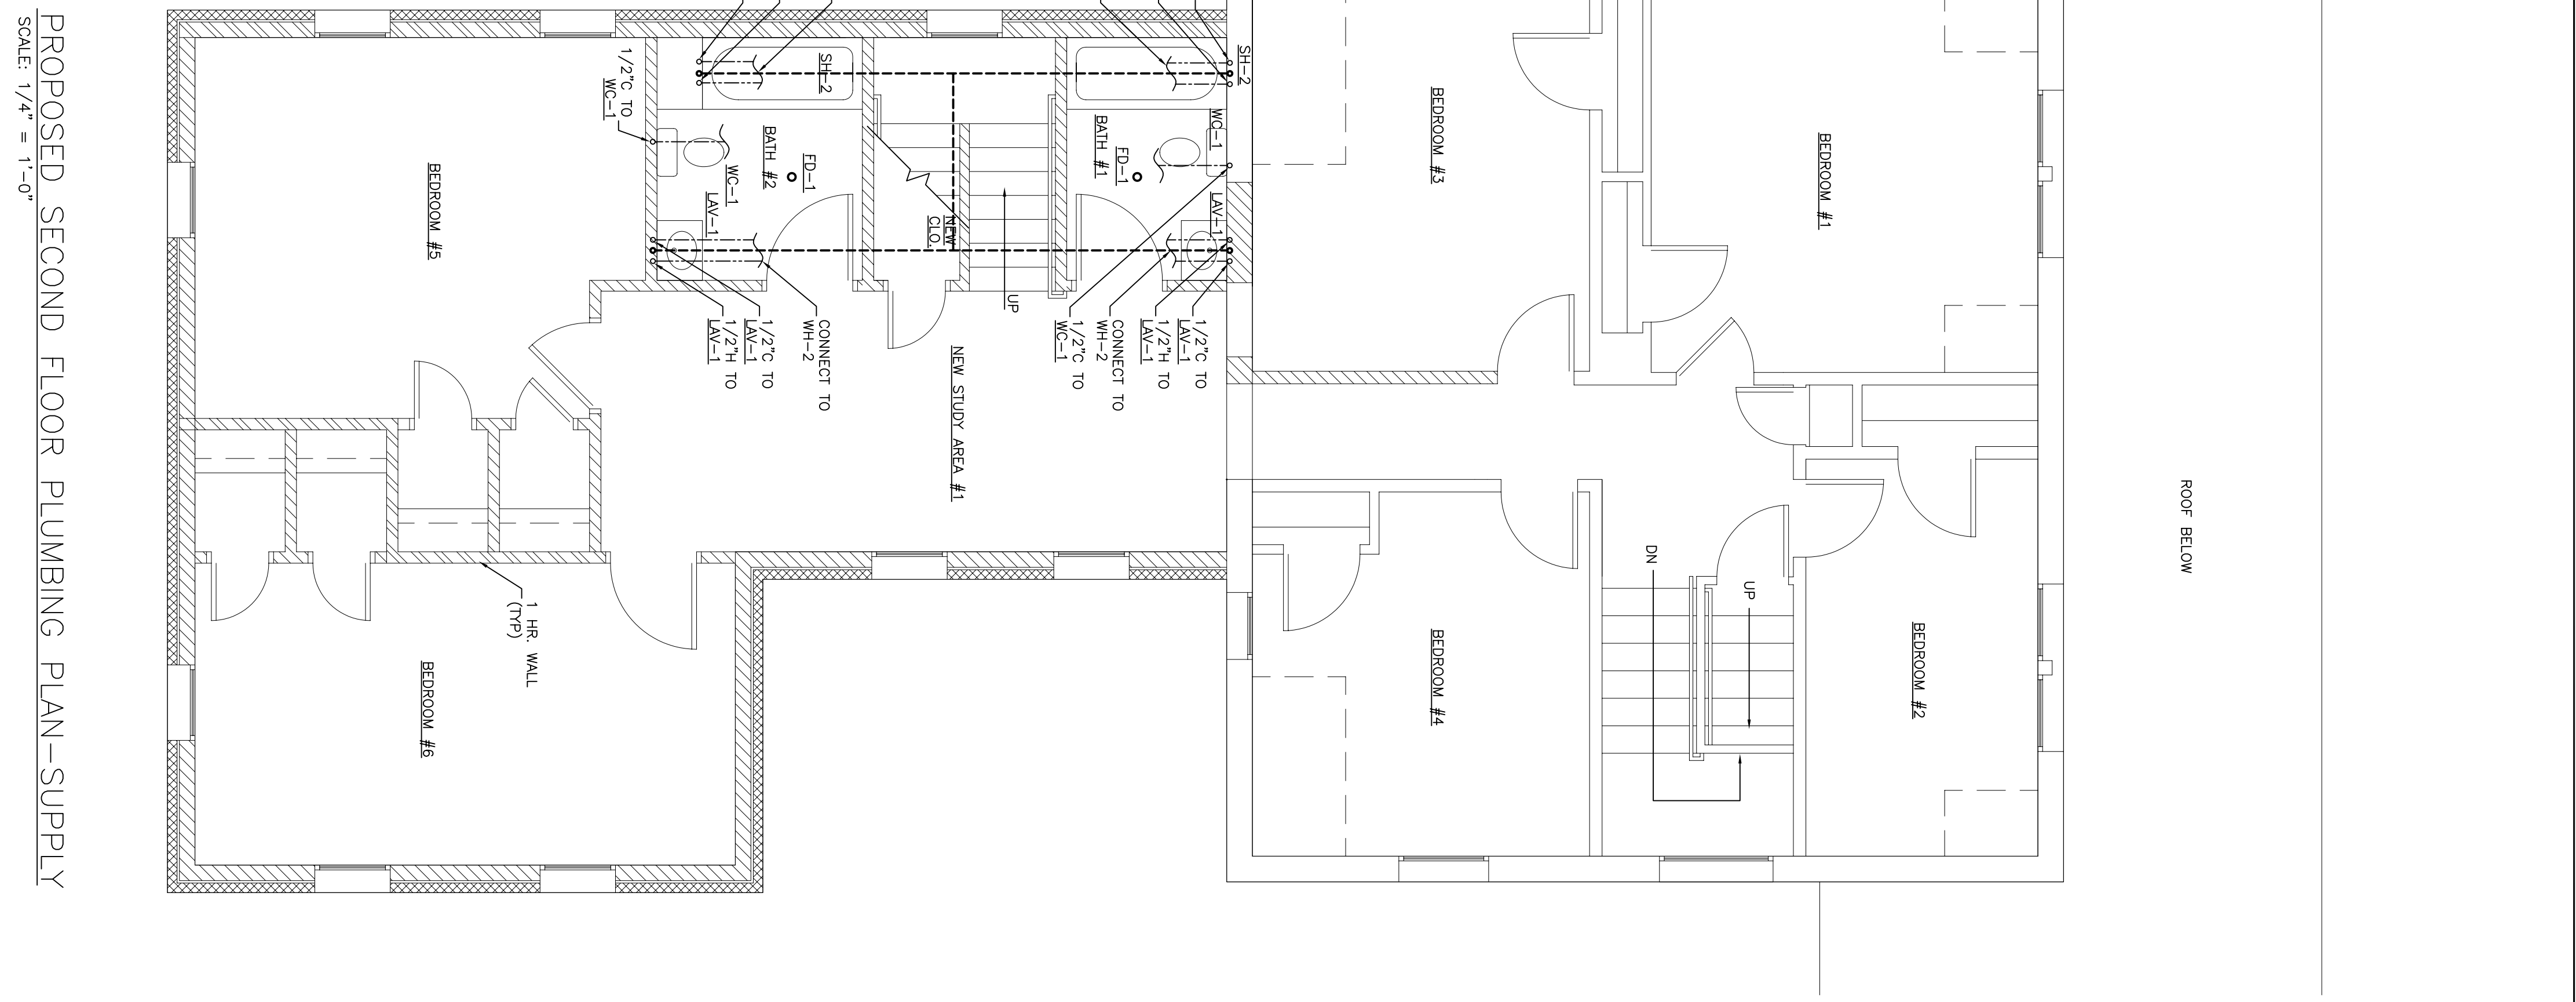 ROOF BELOW
BEDROOM #1
BEDROOM #2
UP
DN
BEDROOM #3
BEDROOM #4
SH-2
WC-1
LAV-1
1/2"C TO
LAV-1
1/2"H TO
LAV-1
CONNECT TO
WH-2
1/2"C TO
WC-1
FD-1
BATH #1
UP
NEW STUDY AREA #1
NEW
CLO.
SH-2
FD-1
BATH #2
WC-1
LAV-1
CONNECT TO
WH-2
1/2"C TO
LAV-1
1/2"H TO
LAV-1
1/2"C TO
WC-1
1 HR. WALL
(TYP)
BEDROOM #5
BEDROOM #6
PROPOSED SECOND FLOOR PLUMBING PLAN-SUPPLY
SCALE: 1/4" = 1'-0"